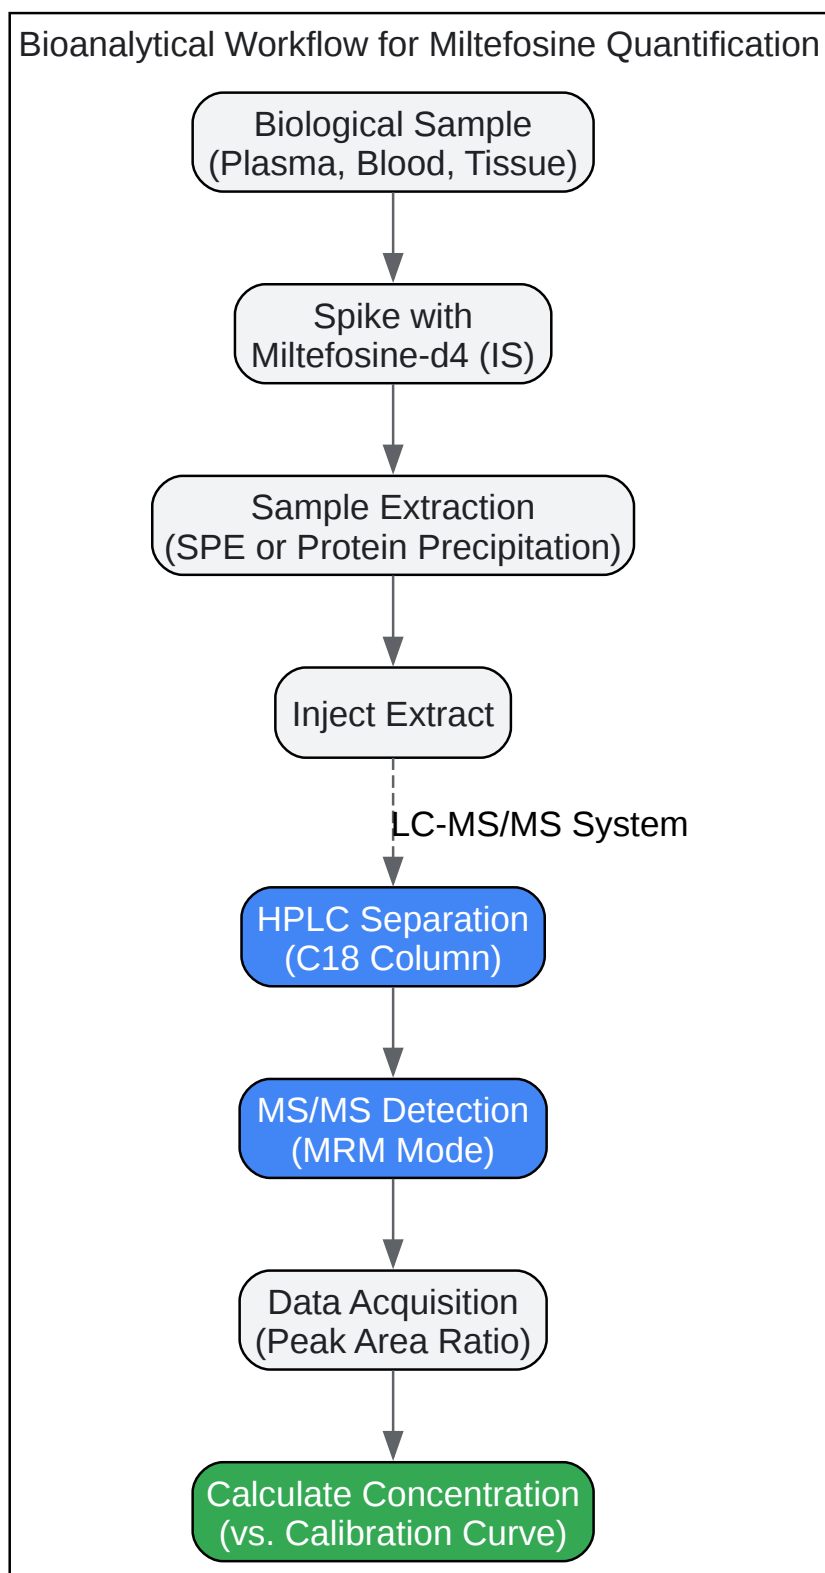 Bioanalytical Workflow for Miltefosine Quantification
Biological Sample
(Plasma, Blood, Tissue)
Spike with
Miltefosine-d4 (IS)
Sample Extraction
(SPE or Protein Precipitation)
Inject Extract
LC-MS/MS System
HPLC Separation
(C18 Column)
MS/MS Detection
(MRM Mode)
Data Acquisition
(Peak Area Ratio)
Calculate Concentration
(vs. Calibration Curve)